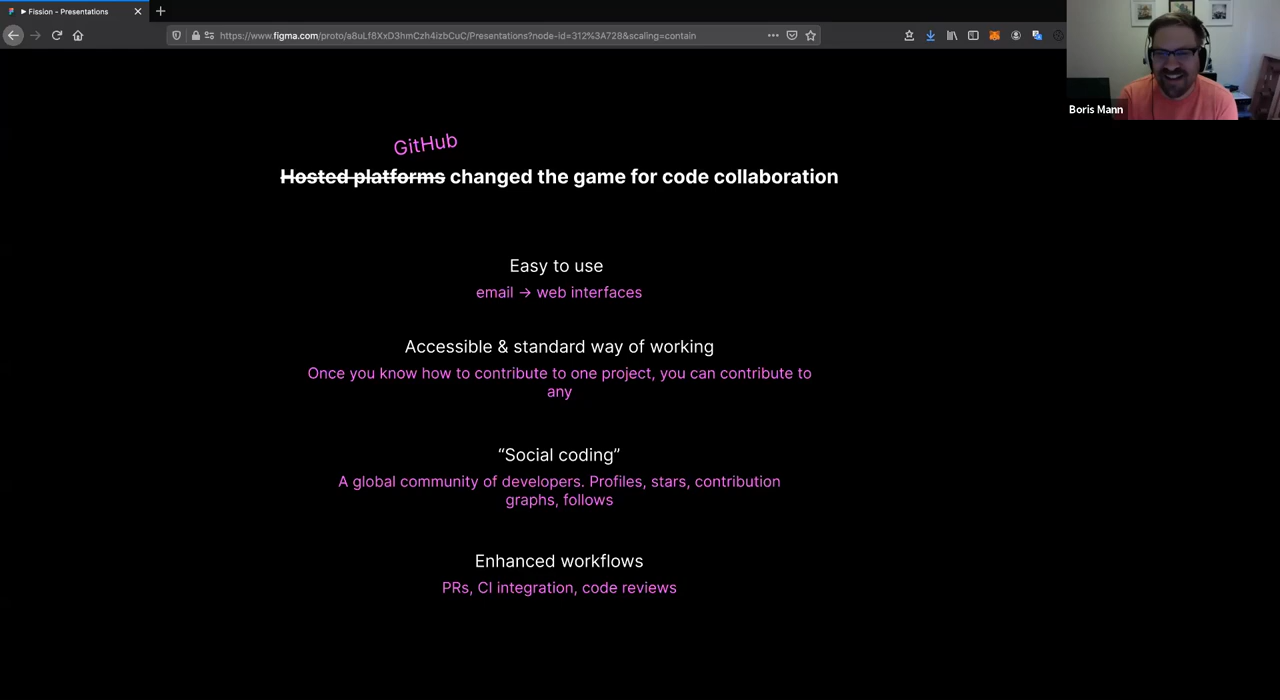 Fission - Presentations
https://www.figma.com/proto/a8uLf8XxD3hmCzh4izbCuC/Presentations?node-id=312%3A728&scaling=contain
Boris Mann
GitHub
Hosted platforms changed the game for code collaboration
Easy to use
email → web interfaces
Accessible & standard way of working
Once you know how to contribute to one project, you can contribute to
any
“Social coding”
A global community of developers. Profiles, stars, contribution
graphs, follows
Enhanced workflows
PRs, CI integration, code reviews